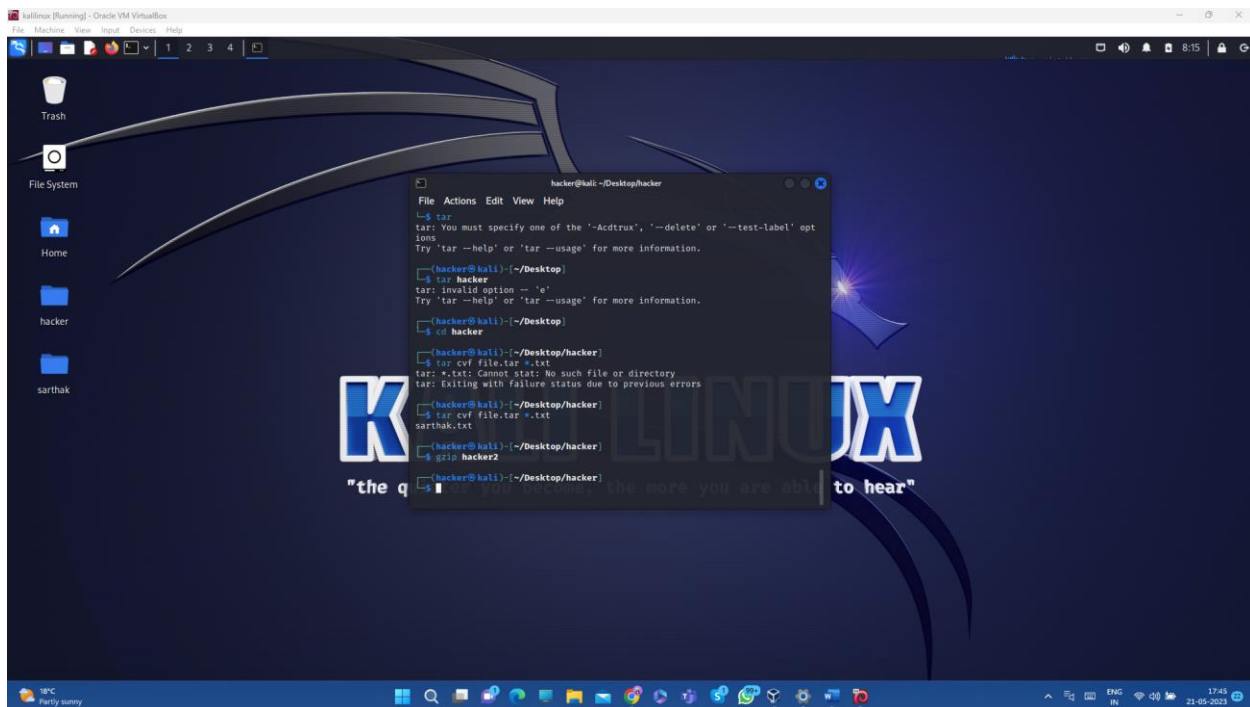 kalilinux [Running] - Oracle VM VirtualBox
File Machine View Input Devices Help
1 2 3 4
8:15
Trash
File System
Home
hacker
sarthak
hacker@kali: ~/Desktop/hacker
File Actions Edit View Help
└─$ tar
tar: You must specify one of the '-Acdtrux', '--delete' or '--test-label' opt
ions
Try 'tar --help' or 'tar --usage' for more information.
┌──(hacker㉿kali)-[~/Desktop]
└─$ tar hacker
tar: invalid option -- 'e'
Try 'tar --help' or 'tar --usage' for more information.
┌──(hacker㉿kali)-[~/Desktop]
└─$ cd hacker
┌──(hacker㉿kali)-[~/Desktop/hacker]
└─$ tar cvf file.tar *.txt
tar: *.txt: Cannot stat: No such file or directory
tar: Exiting with failure status due to previous errors
┌──(hacker㉿kali)-[~/Desktop/hacker]
└─$ tar cvf file.tar *.txt
sarthak.txt
┌──(hacker㉿kali)-[~/Desktop/hacker]
└─$ gzip hacker2
┌──(hacker㉿kali)-[~/Desktop/hacker]
└─$
KALI LINUX
"the q er you become, the more you are able to hear"
18°C
Partly sunny
99+
ENG
IN
17:45
21-05-2023